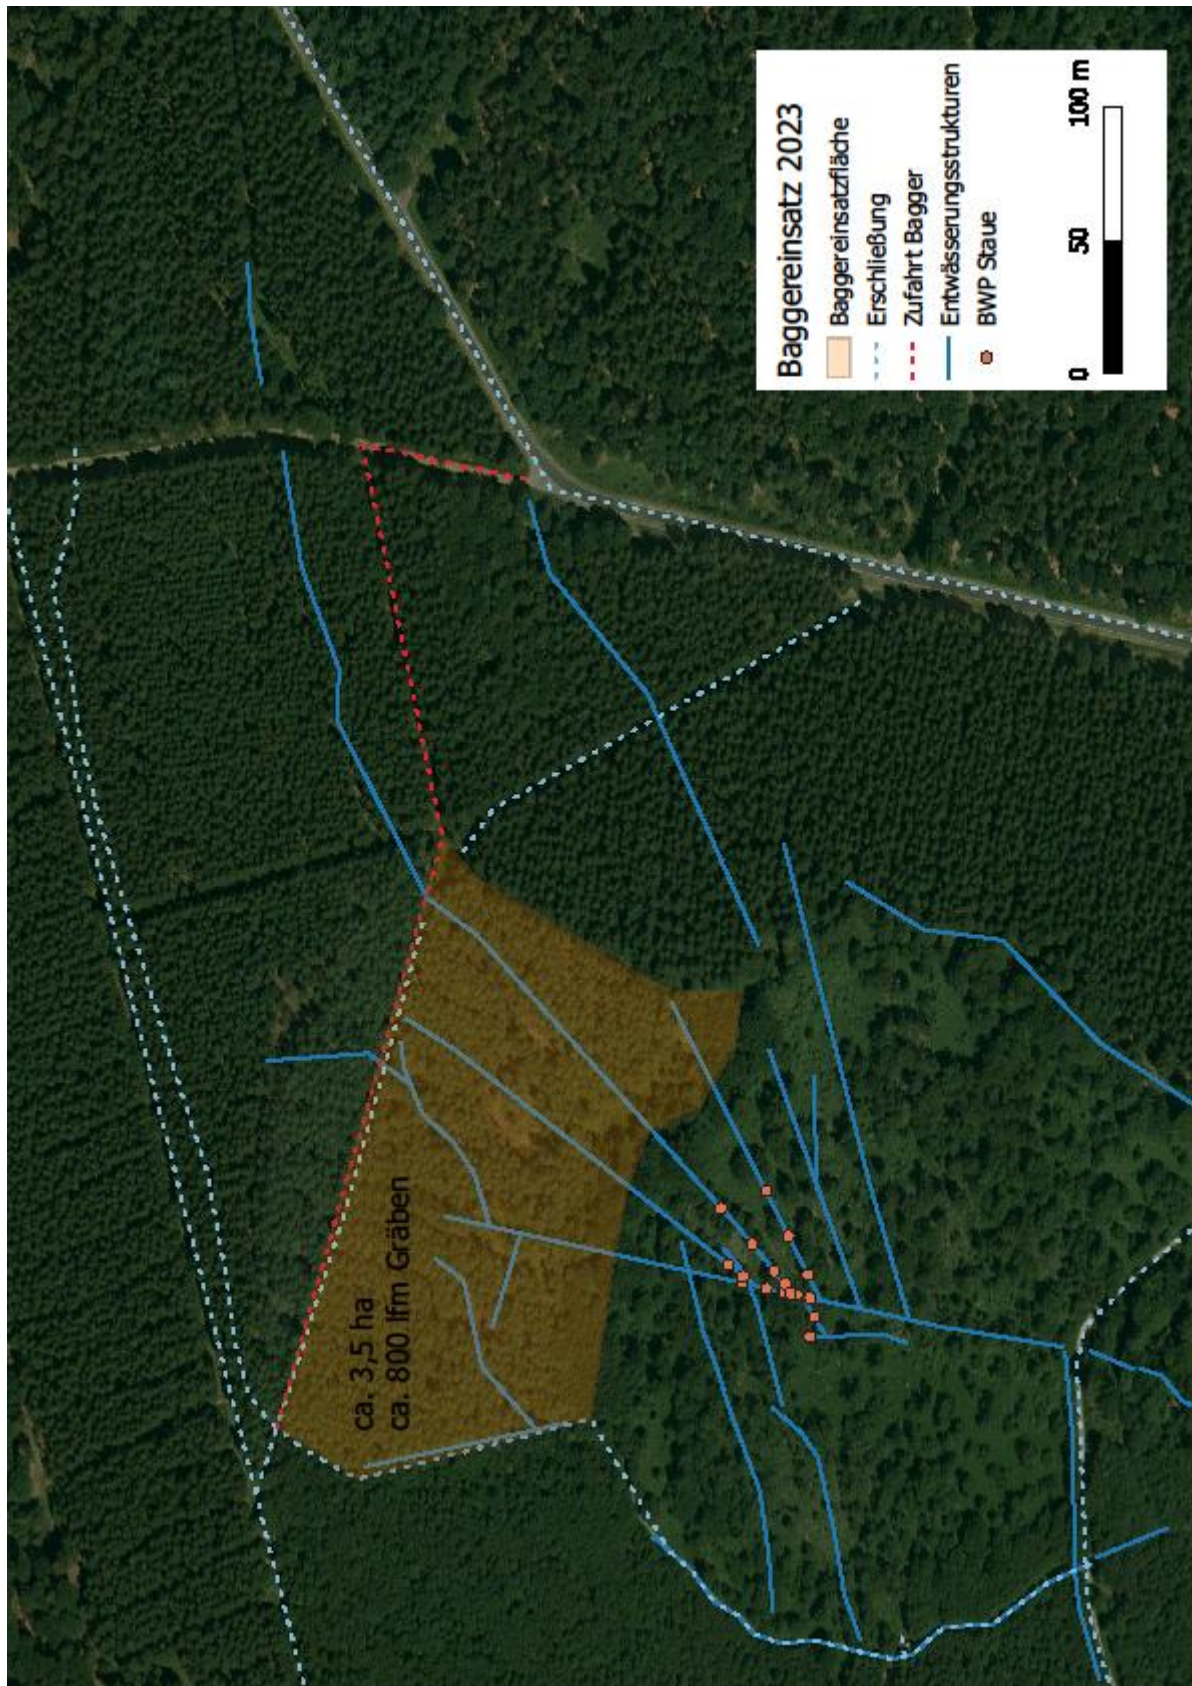 ca. 3,5 ha
ca. 800 lfm Gräben
Baggereinsatz 2023
Baggereinsatzfläche
Erschließung
Zufahrt Bagger
Entwässerungsstrukturen
BWP Staue
0 50 100 m